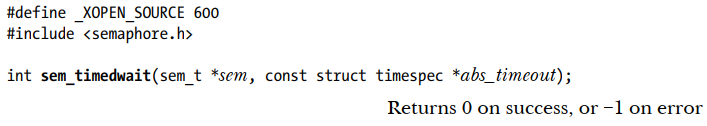 #define _XOPEN_SOURCE 600
#include <semaphore.h>
int sem_timedwait(sem_t *sem, const struct timespec *abs_timeout);
Returns 0 on success, or −1 on error